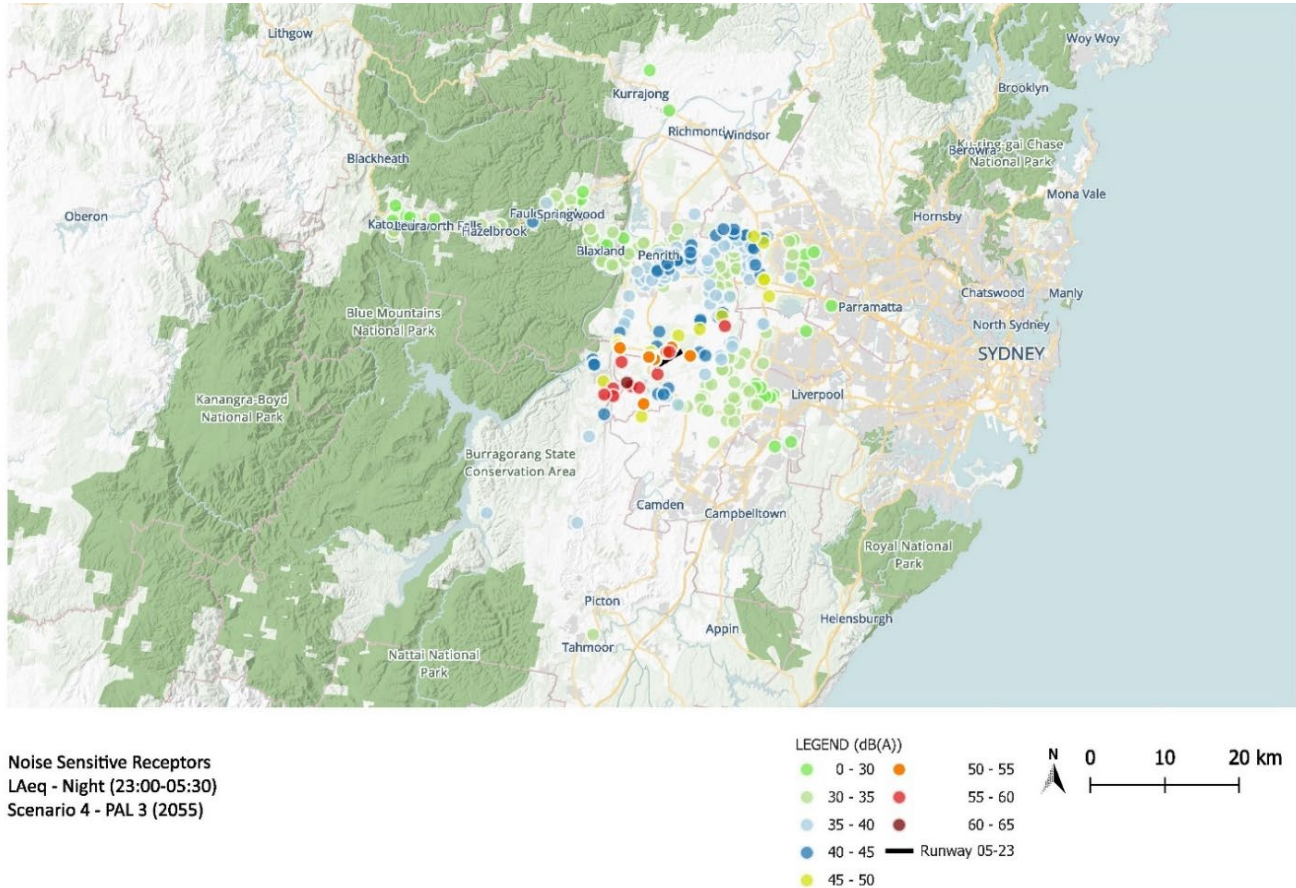 Woy Woy
Lithgow
Brooklyn
Kurrajong
Richmond
Windsor
Ku-ring-gai Chase
National Park
Berowra
Blackheath
Mona Vale
Oberon
Springwood
Hornsby
Hazelbrook
Blaxland
Penrith
Chatswood
Manly
Parramatta
Blue Mountains
National Park
North Sydney
SYDNEY
Kanangra-Boyd
National Park
Liverpool
Burragorang State
Conservation Area
Camden
Campbelltown
Royal National
Park
Picton
Helensburgh
Appin
Tahmoor
Nattai National
Park
Noise Sensitive Receptors
LAeq - Night (23:00-05:30)
Scenario 4 - PAL 3 (2055)
LEGEND (dB(A))
0 - 30
30 - 35
35 - 40
40 - 45
45 - 50
50 - 55
55 - 60
60 - 65
Runway 05-23
N
0 10 20 km